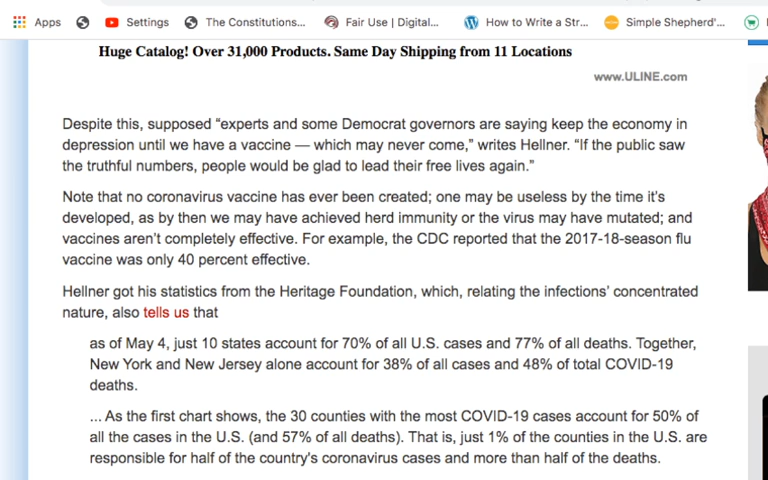 Apps Settings The Constitutions... Fair Use | Digital... How to Write a Str... Simple Shepherd'...
Huge Catalog! Over 31,000 Products. Same Day Shipping from 11 Locations
www.ULINE.com
Despite this, supposed “experts and some Democrat governors are saying keep the economy in
depression until we have a vaccine — which may never come,” writes Hellner. “If the public saw
the truthful numbers, people would be glad to lead their free lives again.”
Note that no coronavirus vaccine has ever been created; one may be useless by the time it's
developed, as by then we may have achieved herd immunity or the virus may have mutated; and
vaccines aren't completely effective. For example, the CDC reported that the 2017-18-season flu
vaccine was only 40 percent effective.
Hellner got his statistics from the Heritage Foundation, which, relating the infections' concentrated
nature, also tells us that
as of May 4, just 10 states account for 70% of all U.S. cases and 77% of all deaths. Together,
New York and New Jersey alone account for 38% of all cases and 48% of total COVID-19
deaths.
... As the first chart shows, the 30 counties with the most COVID-19 cases account for 50% of
all the cases in the U.S. (and 57% of all deaths). That is, just 1% of the counties in the U.S. are
responsible for half of the country's coronavirus cases and more than half of the deaths.